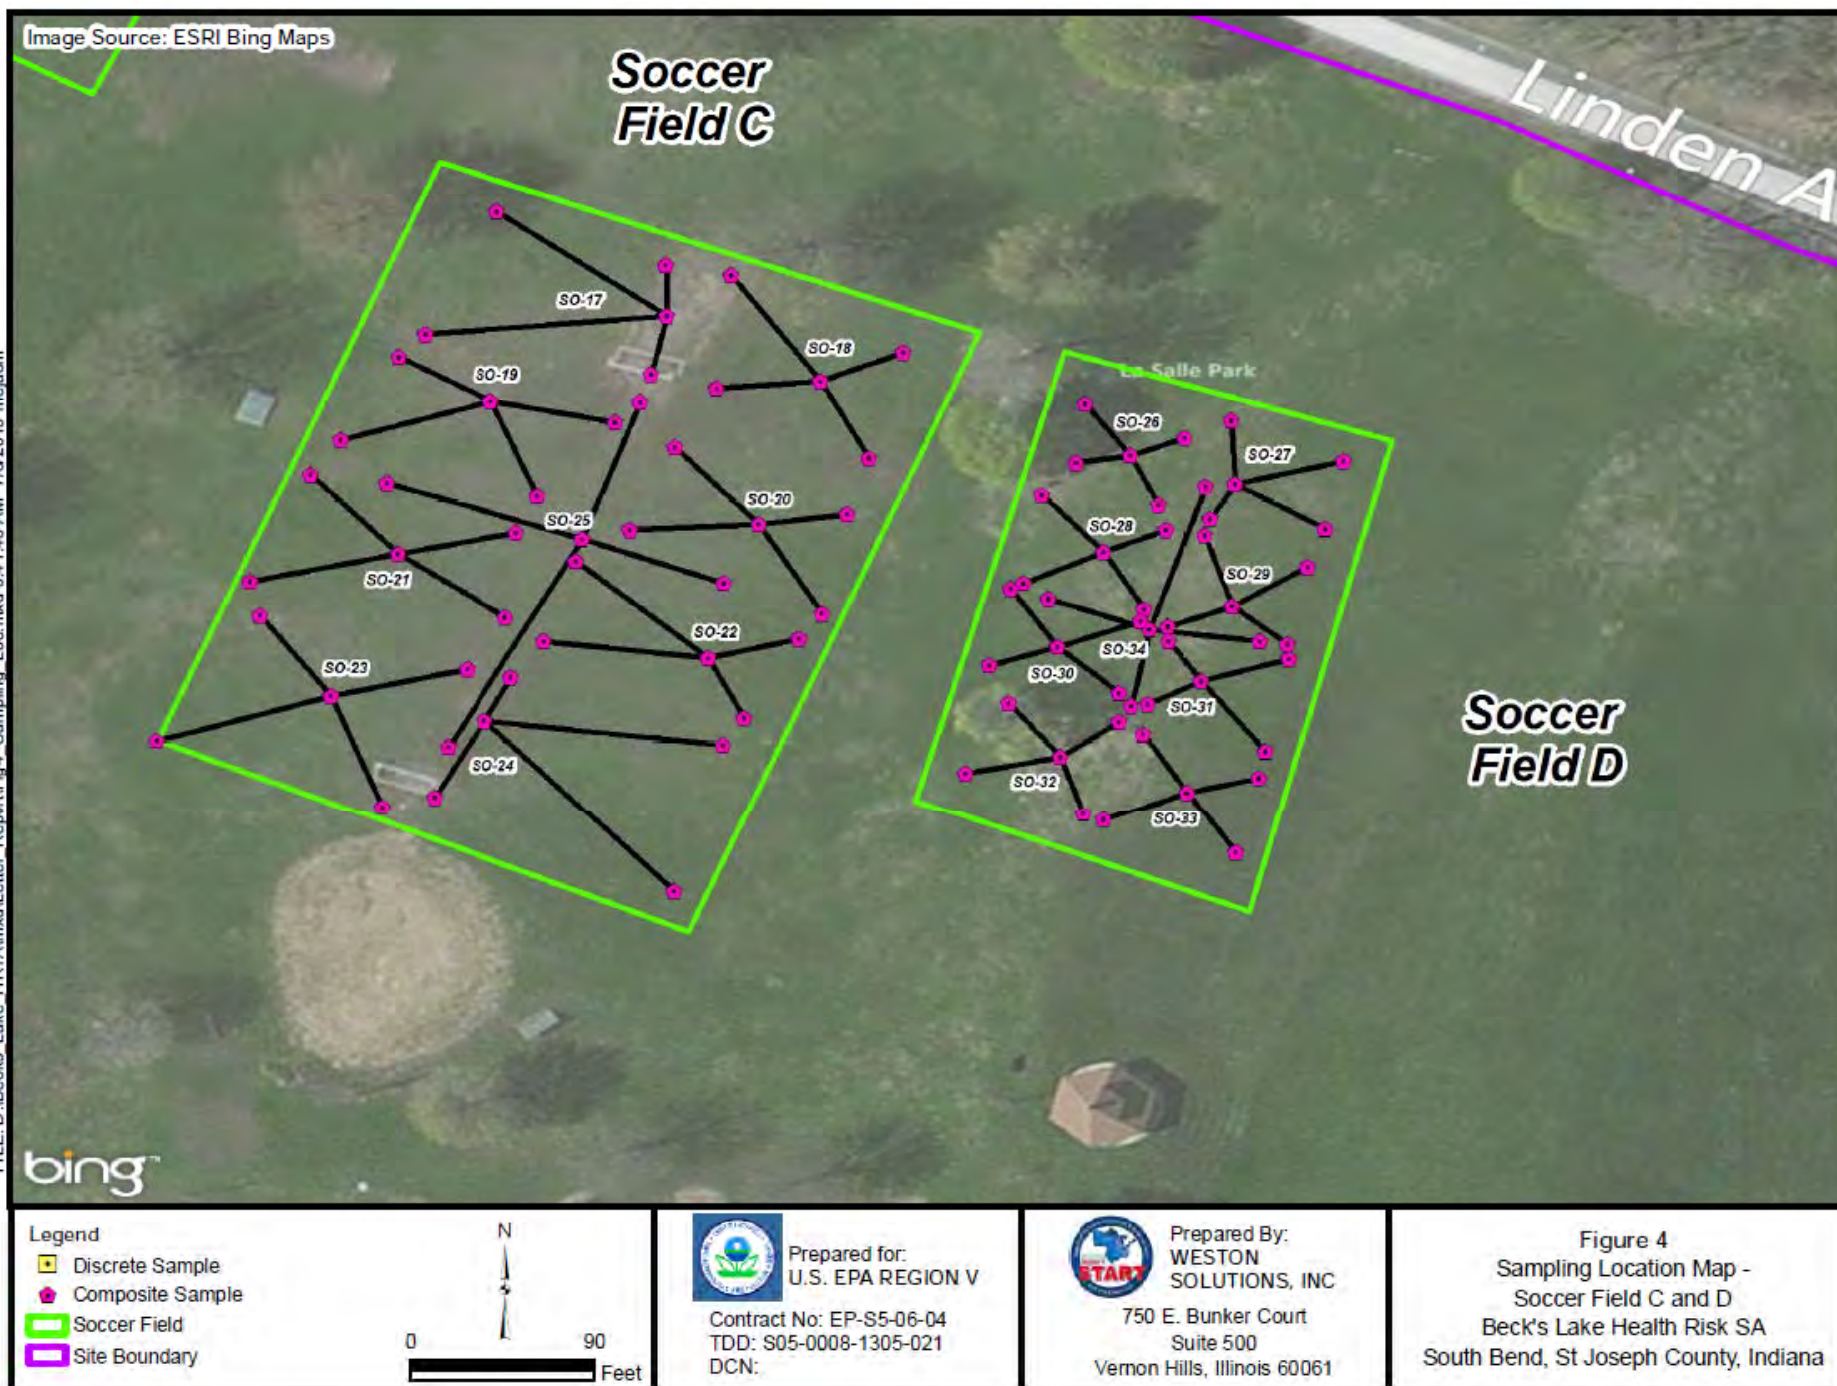 Image Source: ESRI Bing Maps
Soccer
Field C
Linden A
SO-17
SO-18
La Salle Park
SO-19
SO-26
SO-27
SO-20
SO-25
SO-28
SO-21
SO-29
SO-22
SO-34
SO-23
SO-30
SO-31
Soccer
Field D
SO-24
SO-32
SO-33
bing™
Legend
Discrete Sample
Composite Sample
Soccer Field
Site Boundary
N
0 90
Feet
Prepared for:
U.S. EPA REGION V
Contract No: EP-S5-06-04
TDD: S05-0008-1305-021
DCN:
START
Prepared By:
WESTON
SOLUTIONS, INC
750 E. Bunker Court
Suite 500
Vernon Hills, Illinois 60061
Figure 4
Sampling Location Map -
Soccer Field C and D
Beck's Lake Health Risk SA
South Bend, St Joseph County, Indiana